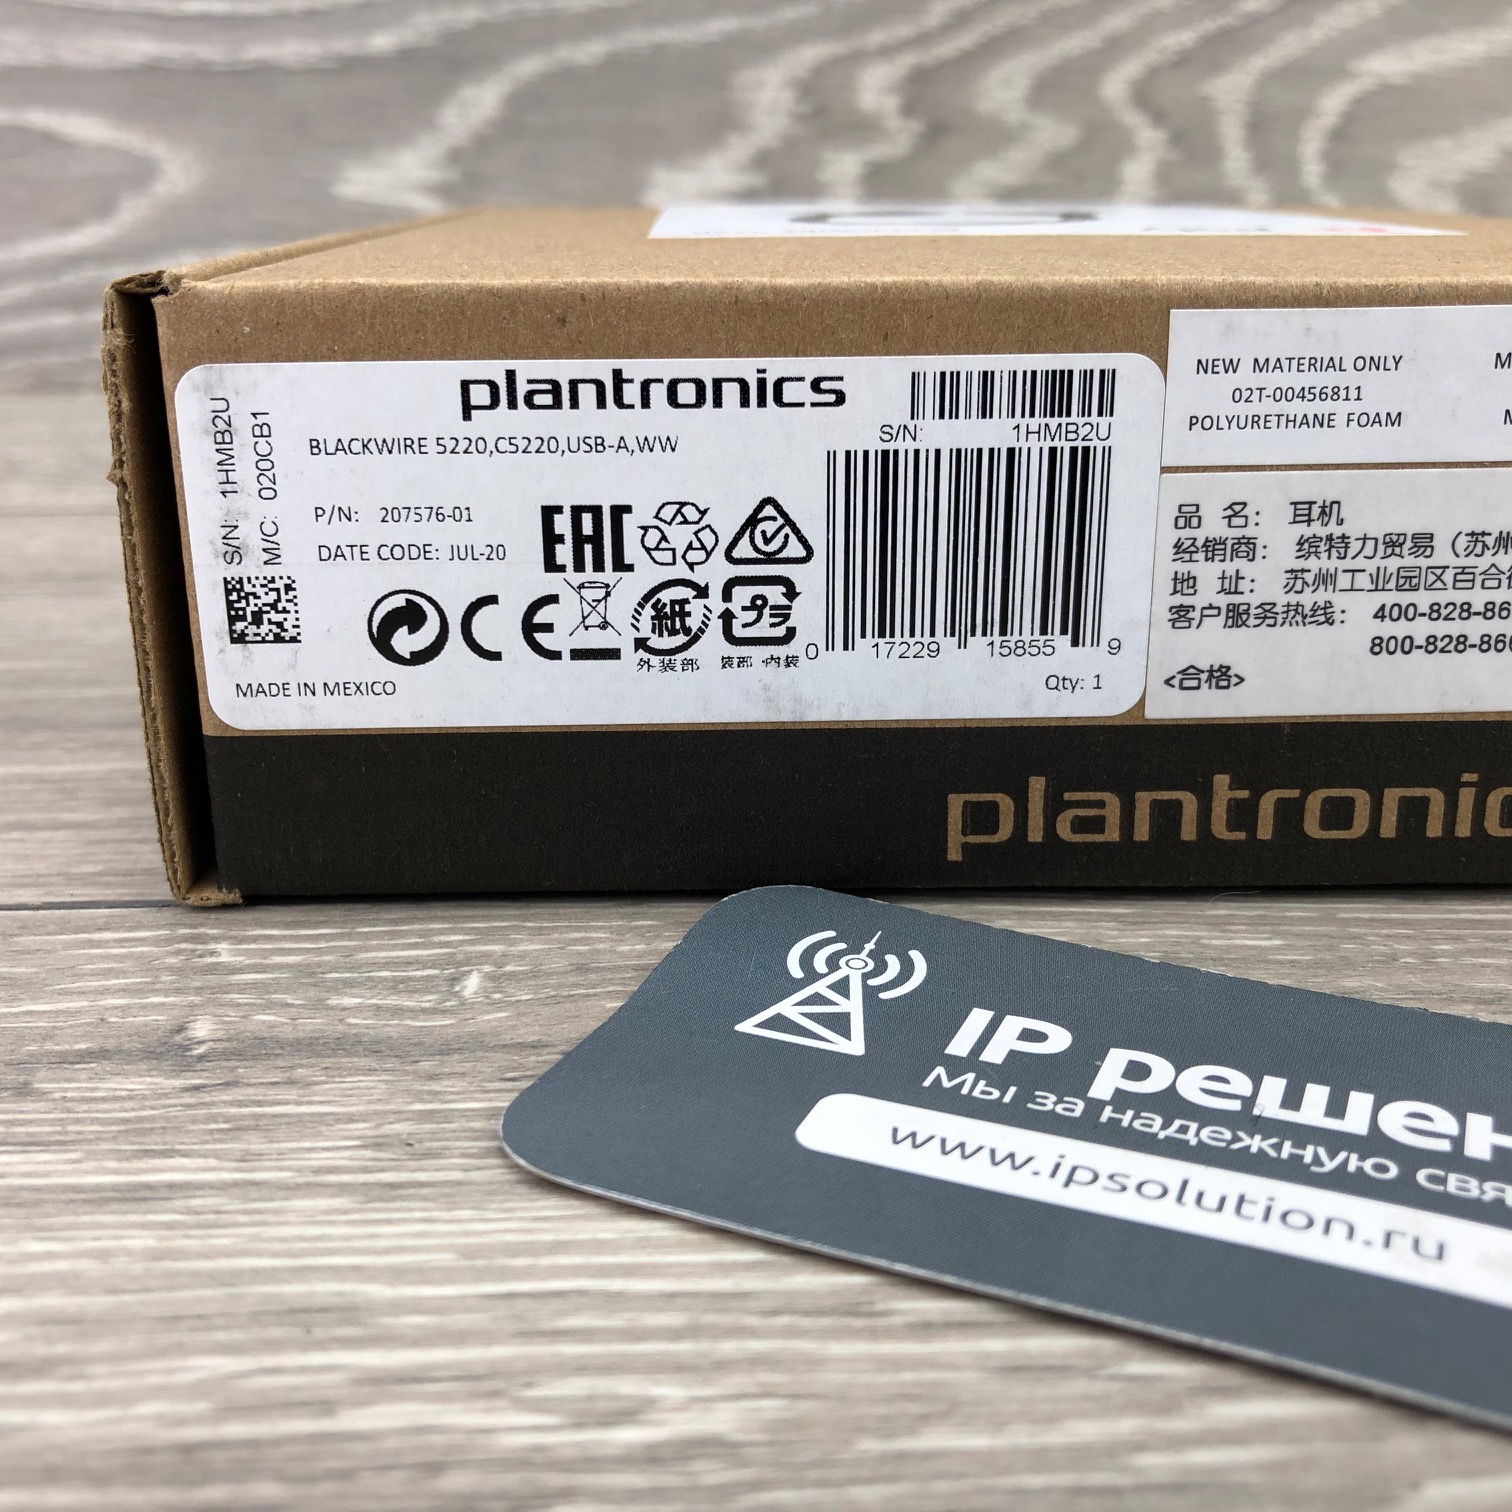 plantronics
BLACKWIRE 5220,C5220,USB-A,WW
S/N: 1HMB2U
M/C: 020CB1
P/N: 207576-01
DATE CODE: JUL-20
EAC
CE
紙
外装部
プラ
装部・内装
MADE IN MEXICO
S/N: 1HMB2U
0 17229 15855 9
Qty: 1
NEW MATERIAL ONLY
02T-00456811
POLYURETHANE FOAM
品 名: 耳机
经销商: 缤特力贸易（苏州
地 址: 苏州工业园区百合
客户服务热线: 400-828-86
800-828-86
<合格>
plantronic
IP решен
Мы за надежную свя
www.ipsolution.ru